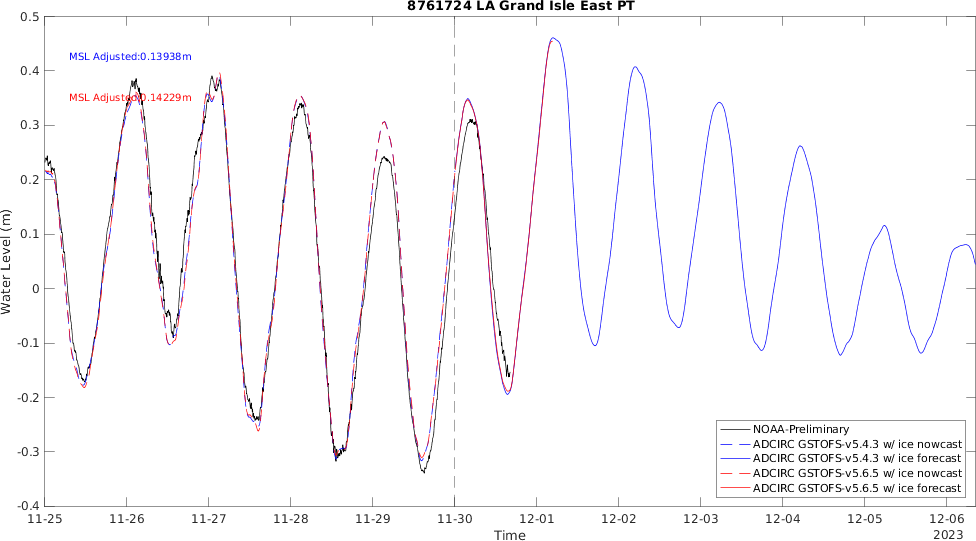 8761724 LA Grand Isle East PT
0.5
MSL Adjusted:0.13938m
0.4
MSL Adjusted:0.14229m
0.3
0.2
0.1
Water Level (m)
0
-0.1
-0.2
-0.3
-0.4
NOAA-Preliminary
ADCIRC GSTOFS-v5.4.3 w/ ice nowcast
ADCIRC GSTOFS-v5.4.3 w/ ice forecast
ADCIRC GSTOFS-v5.6.5 w/ ice nowcast
ADCIRC GSTOFS-v5.6.5 w/ ice forecast
11-25 11-26 11-27 11-28 11-29 11-30 12-01 12-02 12-03 12-04 12-05 12-06
Time 2023